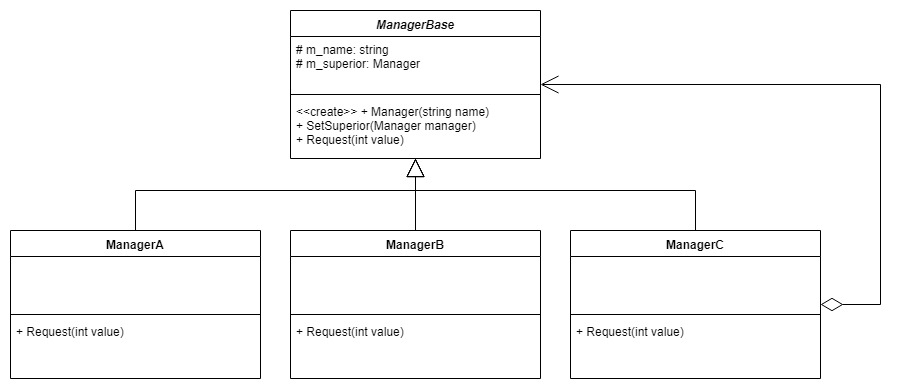 ManagerBase
# m_name: string
# m_superior: Manager
<<create>> + Manager(string name)
+ SetSuperior(Manager manager)
+ Request(int value)
ManagerA
+ Request(int value)
ManagerB
+ Request(int value)
ManagerC
+ Request(int value)